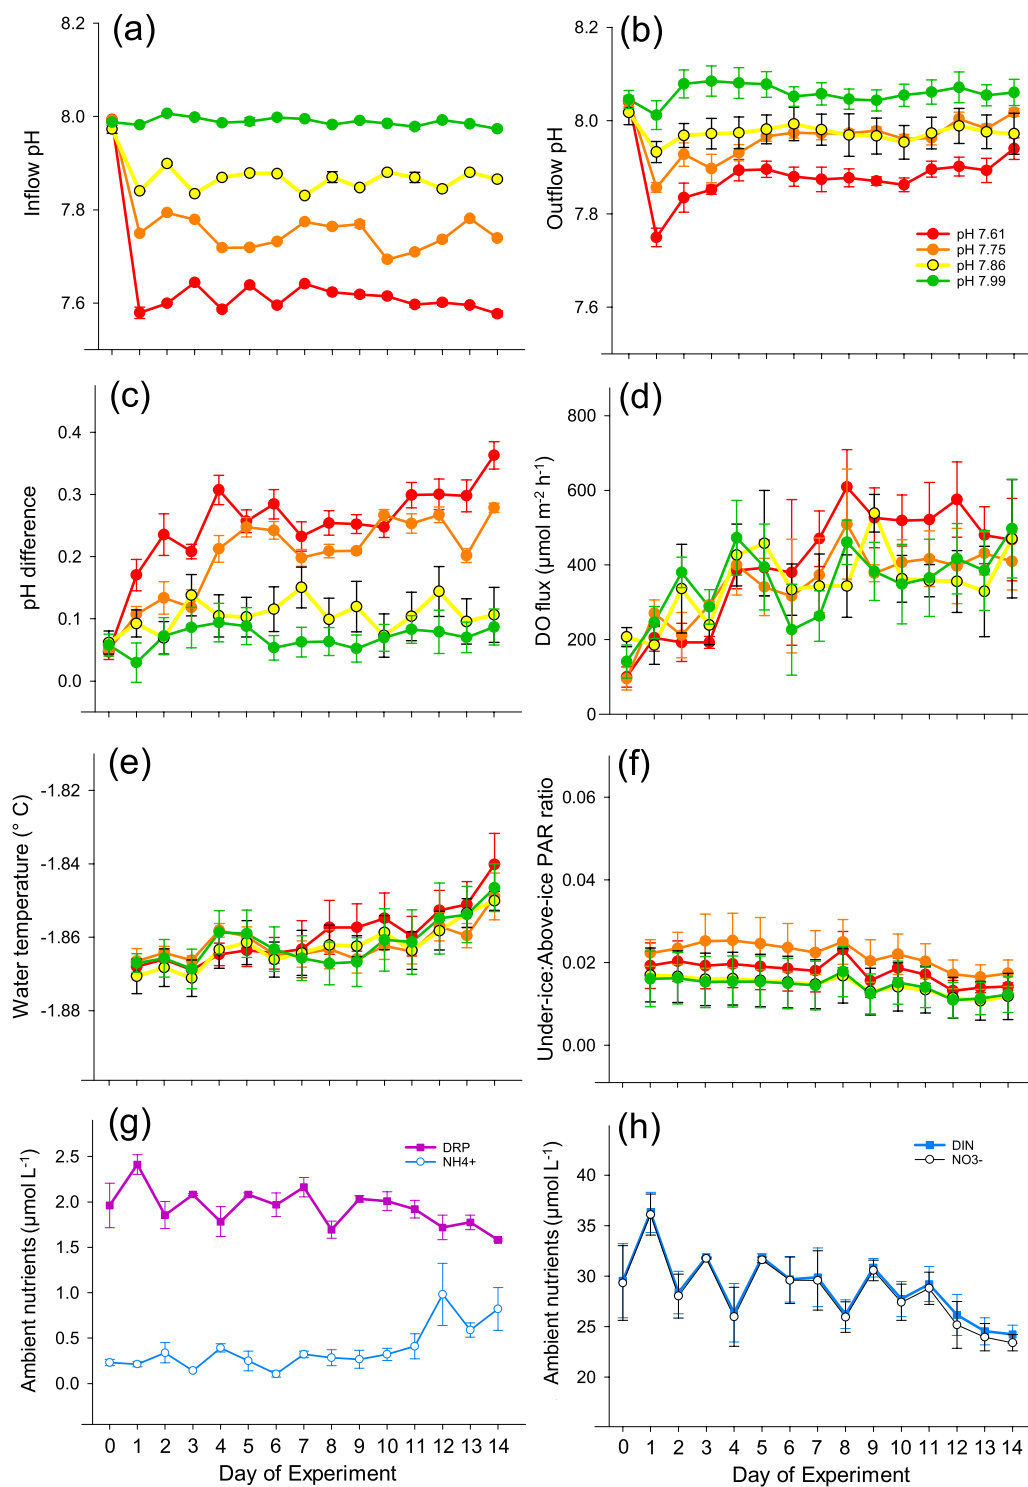 (a)
8.2
8.0
7.8
7.6
Inflow pH
(b)
8.2
8.0
7.8
7.6
Outflow pH
pH 7.61
pH 7.75
pH 7.86
pH 7.99
(c)
0.4
0.3
0.2
0.1
0.0
pH difference
(d)
800
600
400
200
0
DO flux (µmol m⁻² h⁻¹)
(e)
-1.82
-1.84
-1.86
-1.88
Water temperature (° C)
(f)
0.06
0.04
0.02
0.00
Under-ice:Above-ice PAR ratio
(g)
2.5
2.0
1.5
1.0
0.5
0.0
Ambient nutrients (µmol L⁻¹)
DRP
NH4+
0 1 2 3 4 5 6 7 8 9 10 11 12 13 14
Day of Experiment
(h)
40
35
30
25
20
Ambient nutrients (µmol L⁻¹)
DIN
NO3-
0 1 2 3 4 5 6 7 8 9 10 11 12 13 14
Day of Experiment